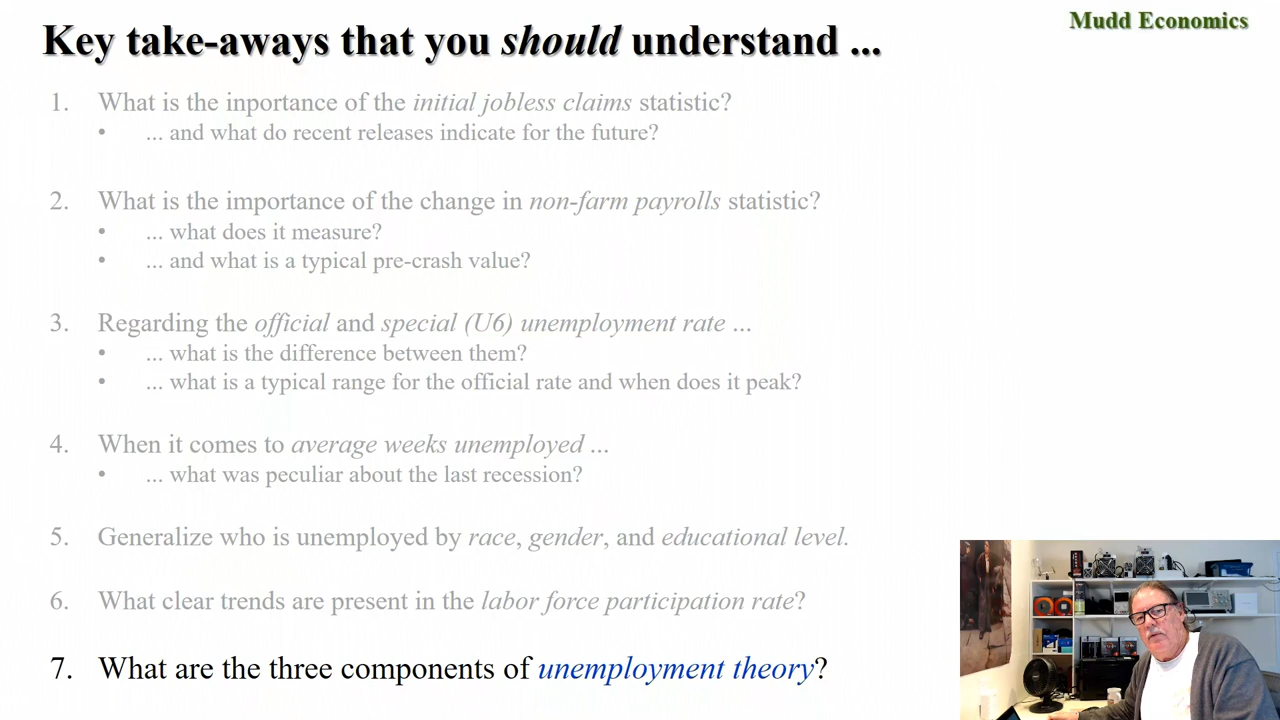 Key take-aways that you should understand ...
Mudd Economics
1. What is the inportance of the initial jobless claims statistic?
• ... and what do recent releases indicate for the future?
2. What is the importance of the change in non-farm payrolls statistic?
• ... what does it measure?
• ... and what is a typical pre-crash value?
3. Regarding the official and special (U6) unemployment rate ...
• ... what is the difference between them?
• ... what is a typical range for the official rate and when does it peak?
4. When it comes to average weeks unemployed ...
• ... what was peculiar about the last recession?
5. Generalize who is unemployed by race, gender, and educational level.
6. What clear trends are present in the labor force participation rate?
7. What are the three components of unemployment theory?